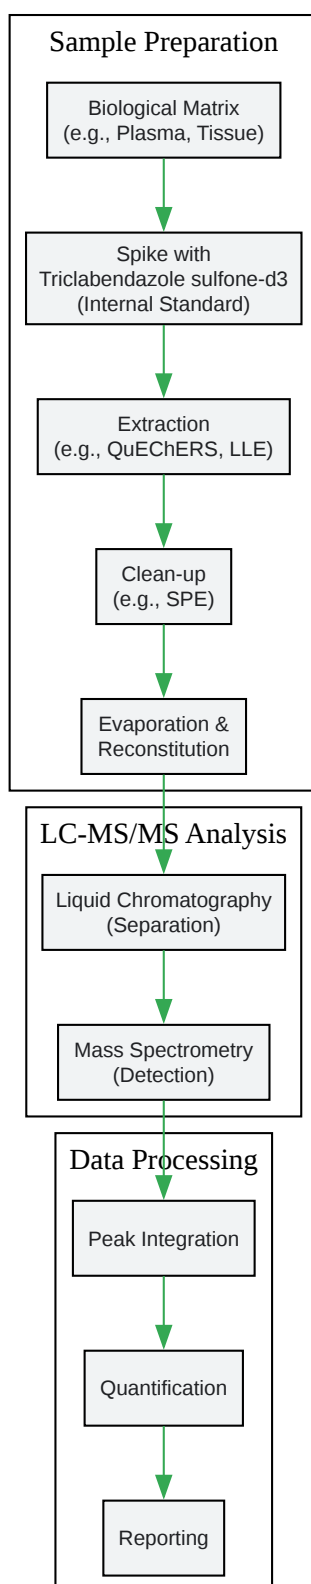 Sample Preparation
Biological Matrix
(e.g., Plasma, Tissue)
Spike with
Triclabendazole sulfone-d3
(Internal Standard)
Extraction
(e.g., QuEChERS, LLE)
Clean-up
(e.g., SPE)
Evaporation &
Reconstitution
LC-MS/MS Analysis
Liquid Chromatography
(Separation)
Mass Spectrometry
(Detection)
Data Processing
Peak Integration
Quantification
Reporting